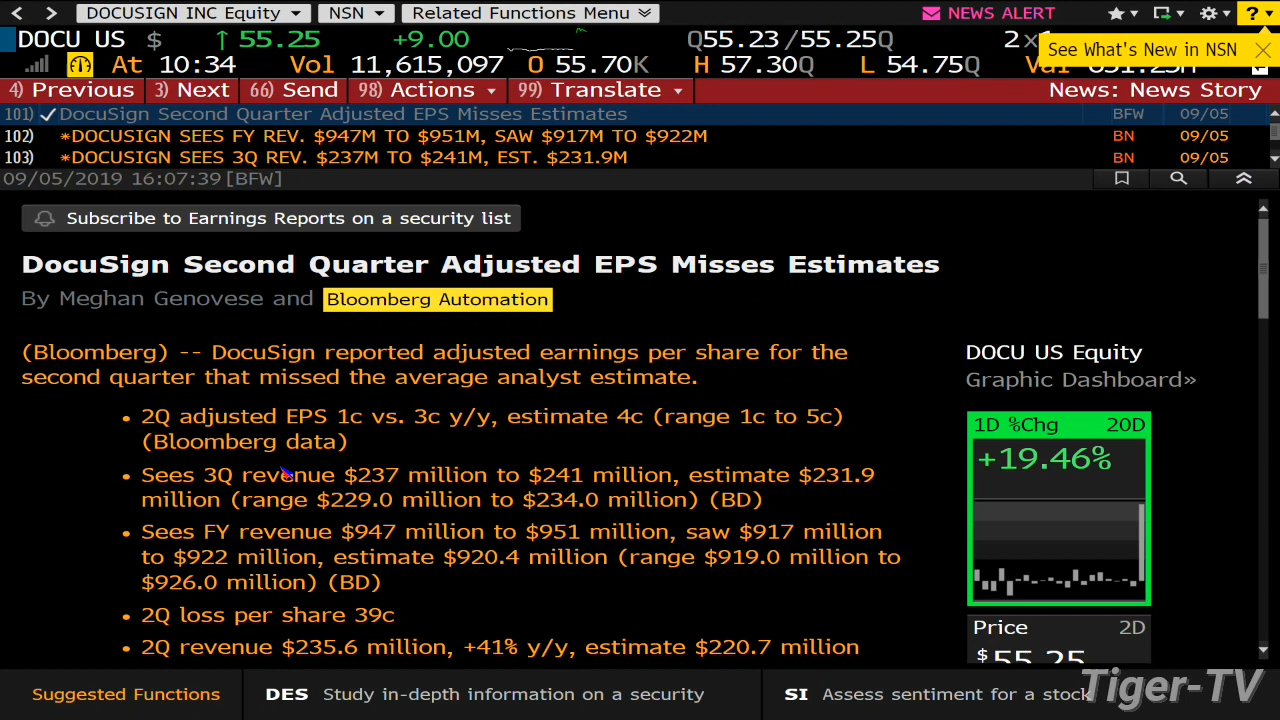 DOCUSIGN INC Equity NSN Related Functions Menu NEWS ALERT ?
DOCU US $ ↑ 55.25 +9.00 Q55.23 /55.25Q 2×1
See What's New in NSN
At 10:34 Vol 11,615,097 O 55.70K H 57.30Q L 54.75Q Val
4) Previous 3) Next 66) Send 98) Actions 99) Translate News: News Story
101) DocuSign Second Quarter Adjusted EPS Misses Estimates BFW 09/05
102) *DOCUSIGN SEES FY REV. $947M TO $951M, SAW $917M TO $922M BN 09/05
103) *DOCUSIGN SEES 3Q REV. $237M TO $241M, EST. $231.9M BN 09/05
09/05/2019 16:07:39 [BFW]
Subscribe to Earnings Reports on a security list
DocuSign Second Quarter Adjusted EPS Misses Estimates
By Meghan Genovese and Bloomberg Automation
(Bloomberg) -- DocuSign reported adjusted earnings per share for the
second quarter that missed the average analyst estimate.
• 2Q adjusted EPS 1c vs. 3c y/y, estimate 4c (range 1c to 5c)
(Bloomberg data)
• Sees 3Q revenue $237 million to $241 million, estimate $231.9
million (range $229.0 million to $234.0 million) (BD)
• Sees FY revenue $947 million to $951 million, saw $917 million
to $922 million, estimate $920.4 million (range $919.0 million to
$926.0 million) (BD)
• 2Q loss per share 39c
• 2Q revenue $235.6 million, +41% y/y, estimate $220.7 million
DOCU US Equity
Graphic Dashboard»
1D %Chg 20D
+19.46%
Price 2D
$55.25
Suggested Functions DES Study in-depth information on a security SI Assess sentiment for a stock
Tiger-TV